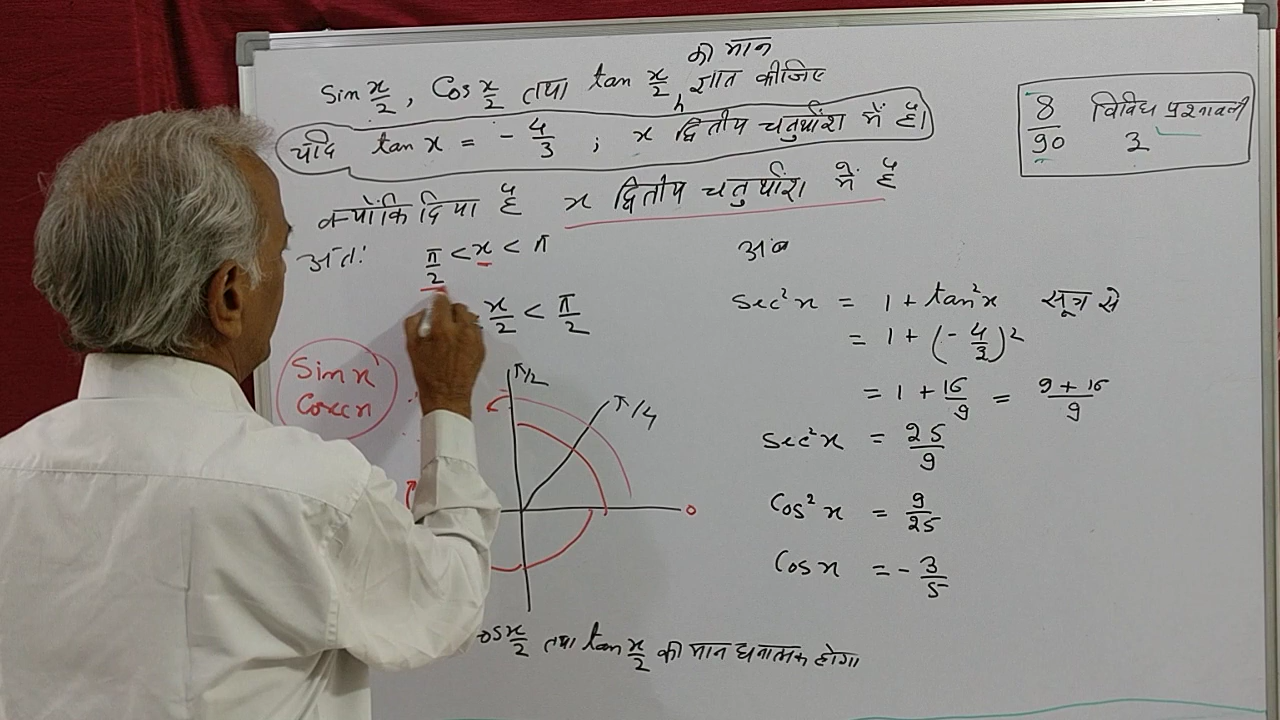 का मान
Sin x/2, Cos x/2 तथा tan x/2 ज्ञात कीजिए
यदि tan x = - 4/3 ; x द्वितीय चतुर्थांश में है।
8/90 विविध प्रश्नावली
3
क्योंकि दिया है x द्वितीय चतुर्थांश में है
अतः π/2 < x < π
x/2 < π/2
Sin x
Cosec x
π/2
π/4
0
os x/2 तथा tan x/2 का मान धनात्मक होगा
अब
Sec²x = 1 + tan²x सूत्र से
= 1 + (- 4/3)²
= 1 + 16/9 = 9 + 16/9
Sec²x = 25/9
Cos²x = 9/25
Cos x = - 3/5